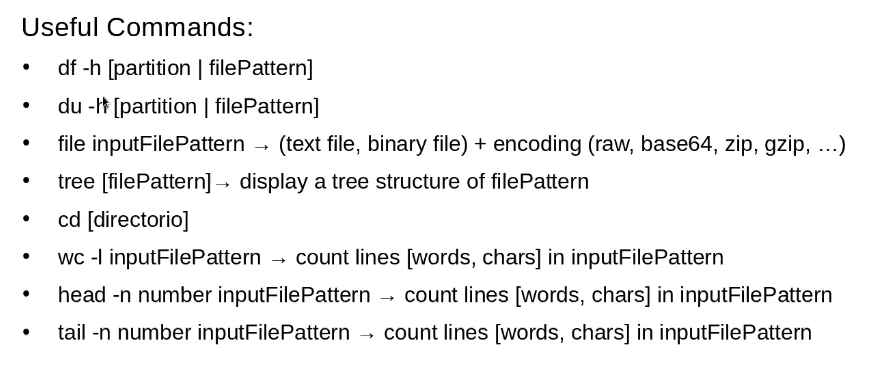 Useful Commands:
• df -h [partition | filePattern]
• du -h [partition | filePattern]
• file inputFilePattern → (text file, binary file) + encoding (raw, base64, zip, gzip, …)
• tree [filePattern]→ display a tree structure of filePattern
• cd [directorio]
• wc -l inputFilePattern → count lines [words, chars] in inputFilePattern
• head -n number inputFilePattern → count lines [words, chars] in inputFilePattern
• tail -n number inputFilePattern → count lines [words, chars] in inputFilePattern